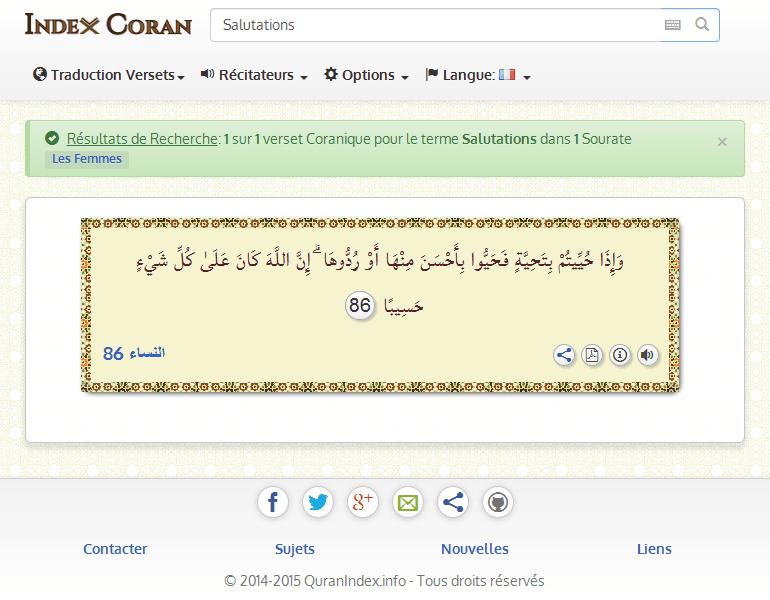 Index Coran
Salutations
Traduction Versets Récitateurs Options Langue:
Résultats de Recherche: 1 sur 1 verset Coranique pour le terme Salutations dans 1 Sourate ×
Les Femmes
وَإِذَا حُيِّيتُمْ بِتَحِيَّةٍ فَحَيُّوا بِأَحْسَنَ مِنْهَا أَوْ رُدُّوهَا ۗ إِنَّ اللَّهَ كَانَ عَلَىٰ كُلِّ شَيْءٍ
حَسِيبًا 86
النساء 86
Contacter Sujets Nouvelles Liens
© 2014-2015 QuranIndex.info - Tous droits réservés